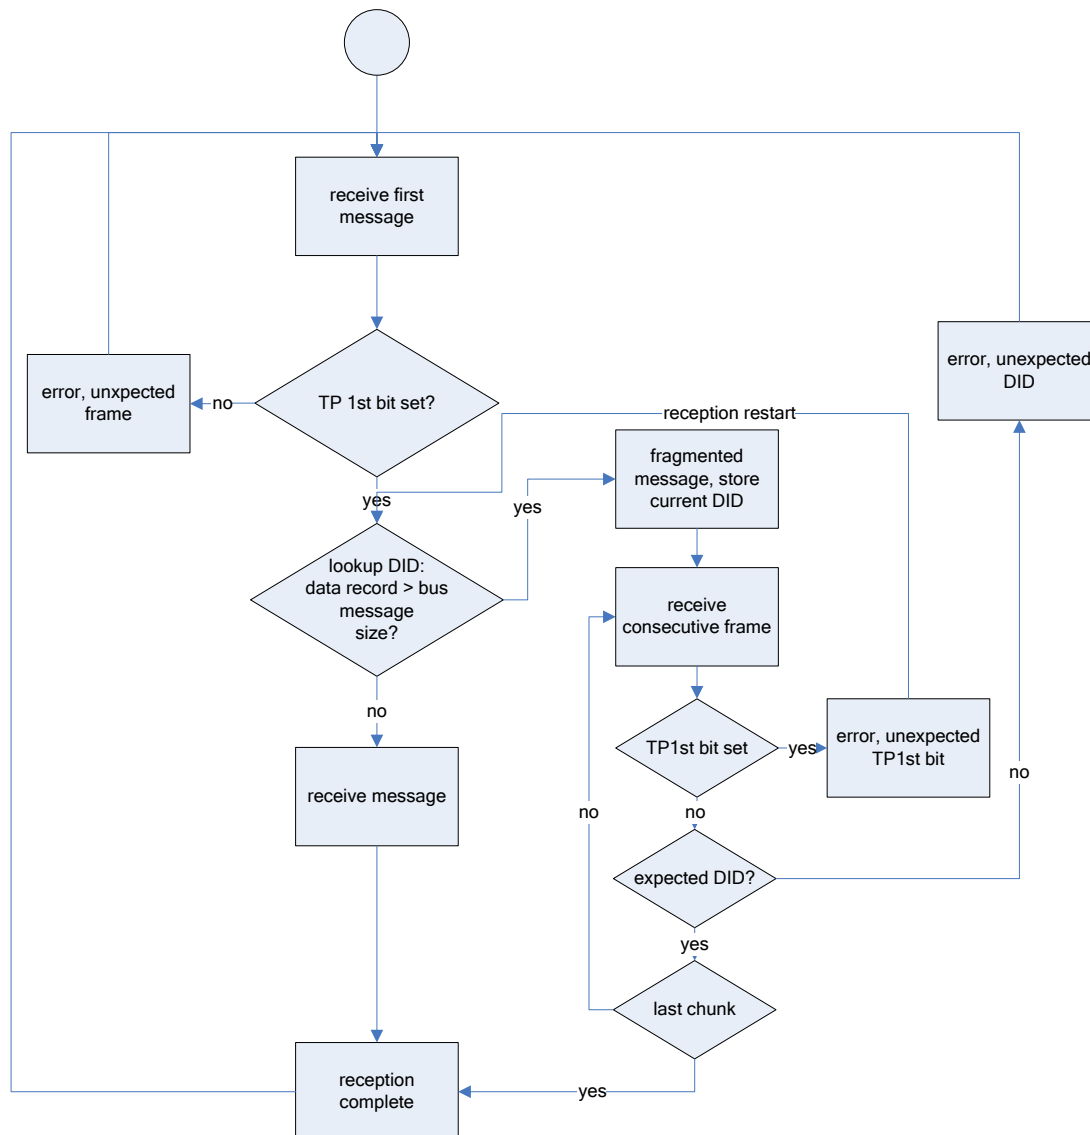 receive first
message
error, unxpected
frame
no
TP 1st bit set?
error, unexpected
DID
reception restart
yes
yes
fragmented
message, store
current DID
lookup DID:
data record > bus
message
size?
receive
consecutive frame
no
TP1st bit set
yes
error, unexpected
TP1st bit
no
receive message
no
no
expected DID?
yes
last chunk
reception
complete
yes